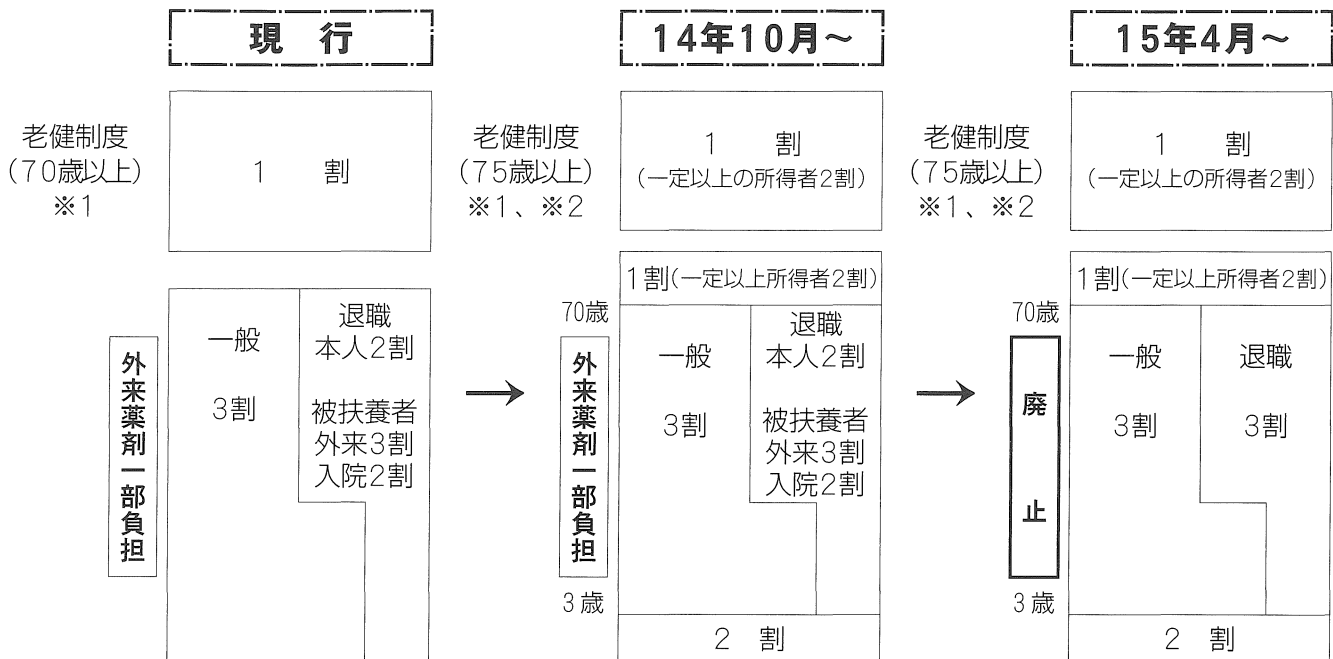 現 行
老健制度
(70歳以上)
※1
1 割
外来薬剤一部負担
一般
3割
退職
本人2割
被扶養者
外来3割
入院2割
→
14年10月～
老健制度
(75歳以上)
※1、※2
1 割
(一定以上の所得者2割)
1割(一定以上所得者2割)
70歳
外来薬剤一部負担
3歳
一般
3割
退職
本人2割
被扶養者
外来3割
入院2割
2 割
→
15年4月～
老健制度
(75歳以上)
※1、※2
1 割
(一定以上の所得者2割)
1割(一定以上所得者2割)
70歳
廃止
3歳
一般
3割
退職
3割
2 割